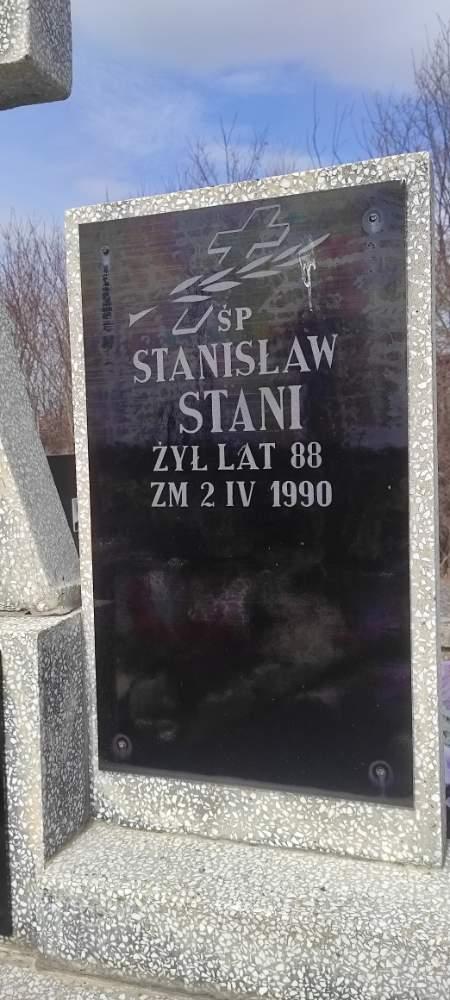 ŚP
STANISŁAW
STANI
ŻYŁ LAT 88
ZM 2 IV 1990